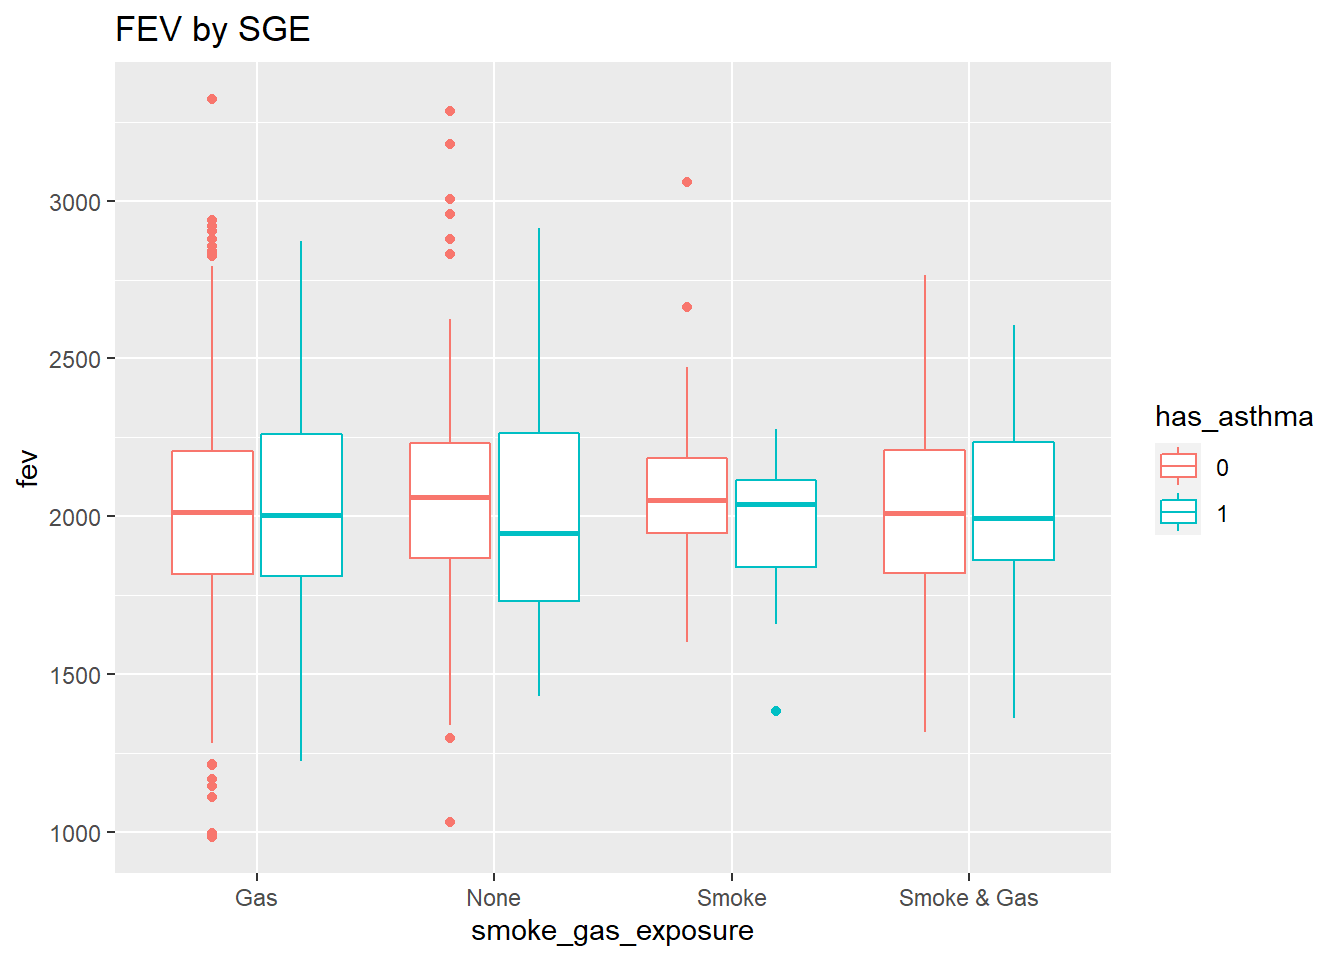 FEV by SGE
fev
3000
2500
2000
1500
1000
Gas
None
Smoke
Smoke & Gas
smoke_gas_exposure
has_asthma
0
1